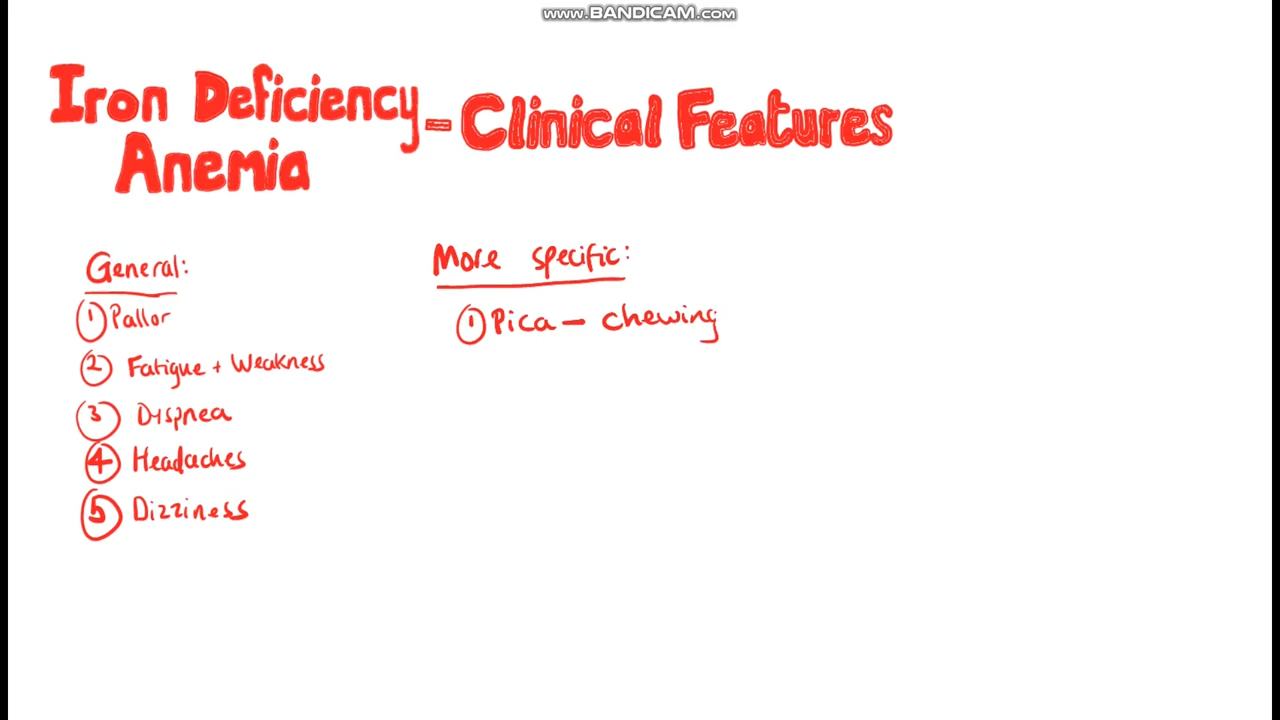 www.BANDICAM.com
Iron Deficiency
Anemia
- Clinical Features
General:
1 Pallor
2 Fatigue + Weakness
3 Dyspnea
4 Headaches
5 Dizziness
More specific:
1 Pica - chewing